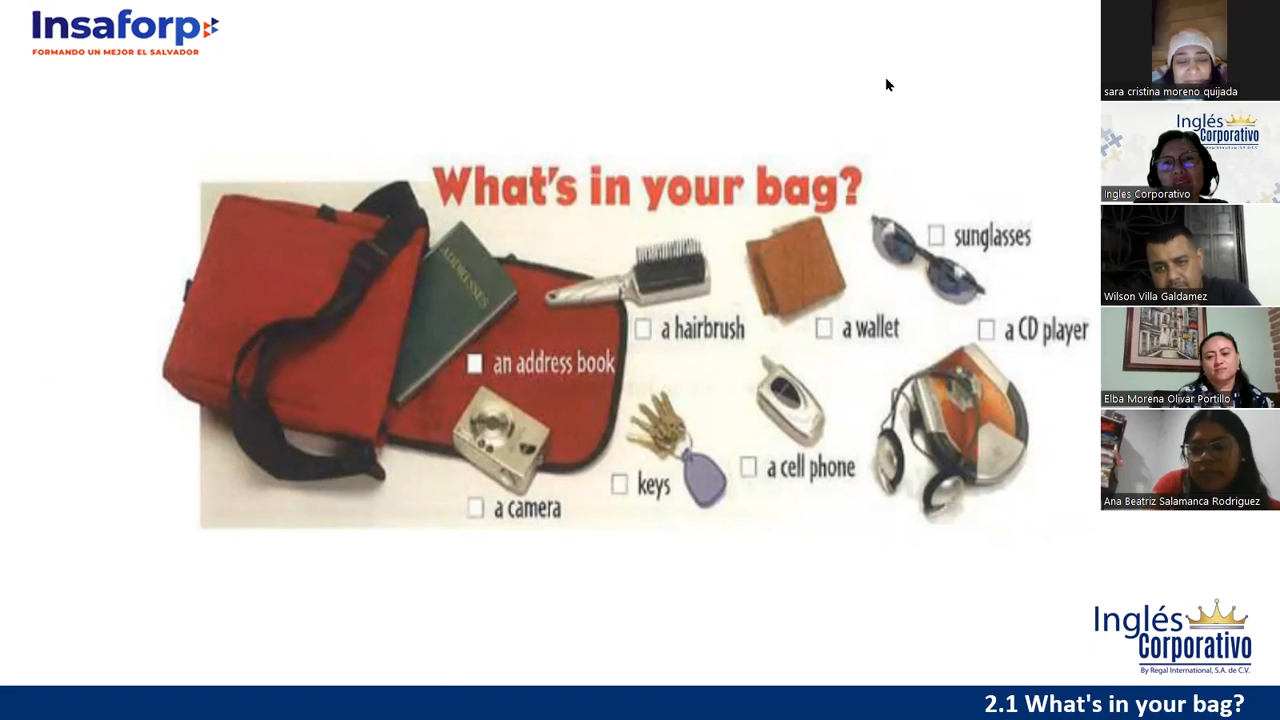 Insaforp
FORMANDO UN MEJOR EL SALVADOR
What's in your bag?
ADDRESSES
sunglasses
a hairbrush
a wallet
a CD player
an address book
a cell phone
keys
a camera
sara cristina moreno quijada
Inglés
Corporativo
Ingles Corporativo
Wilson Villa Galdamez
Elba Morena Olivar Portillo
Ana Beatriz Salamanca Rodriguez
Inglés
Corporativo
By Regal International, S.A. de C.V.
2.1 What's in your bag?